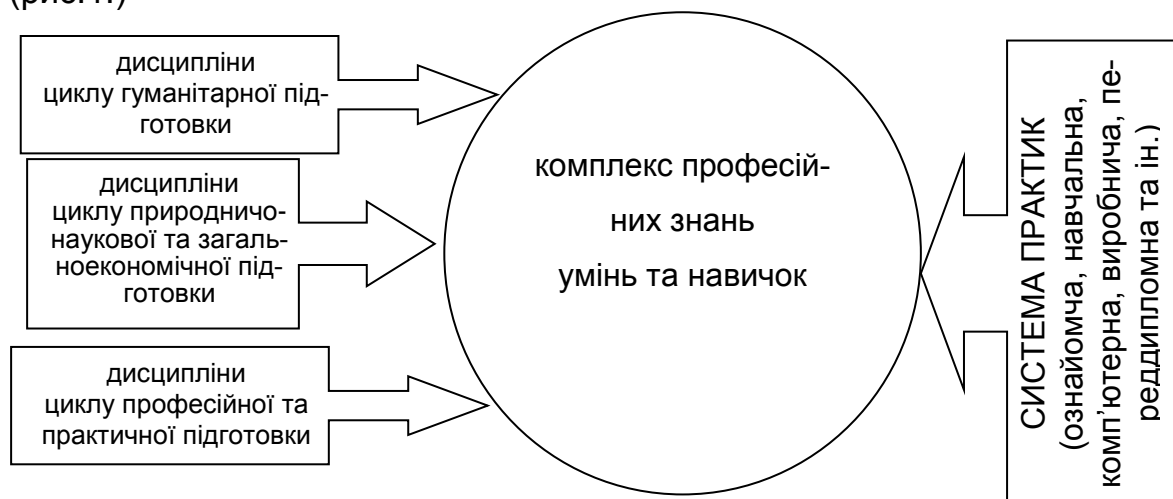 (рис.1.)
дисципліни
циклу гуманітарної під-
готовки
дисципліни
циклу природничо-
наукової та загаль-
ноекономічної під-
готовки
дисципліни
циклу професійної та
практичної підготовки
комплекс професій-
них знань
умінь та навичок
СИСТЕМА ПРАКТИК
(ознайомча, навчальна,
комп’ютерна, виробнича, пе-
реддипломна та ін.)